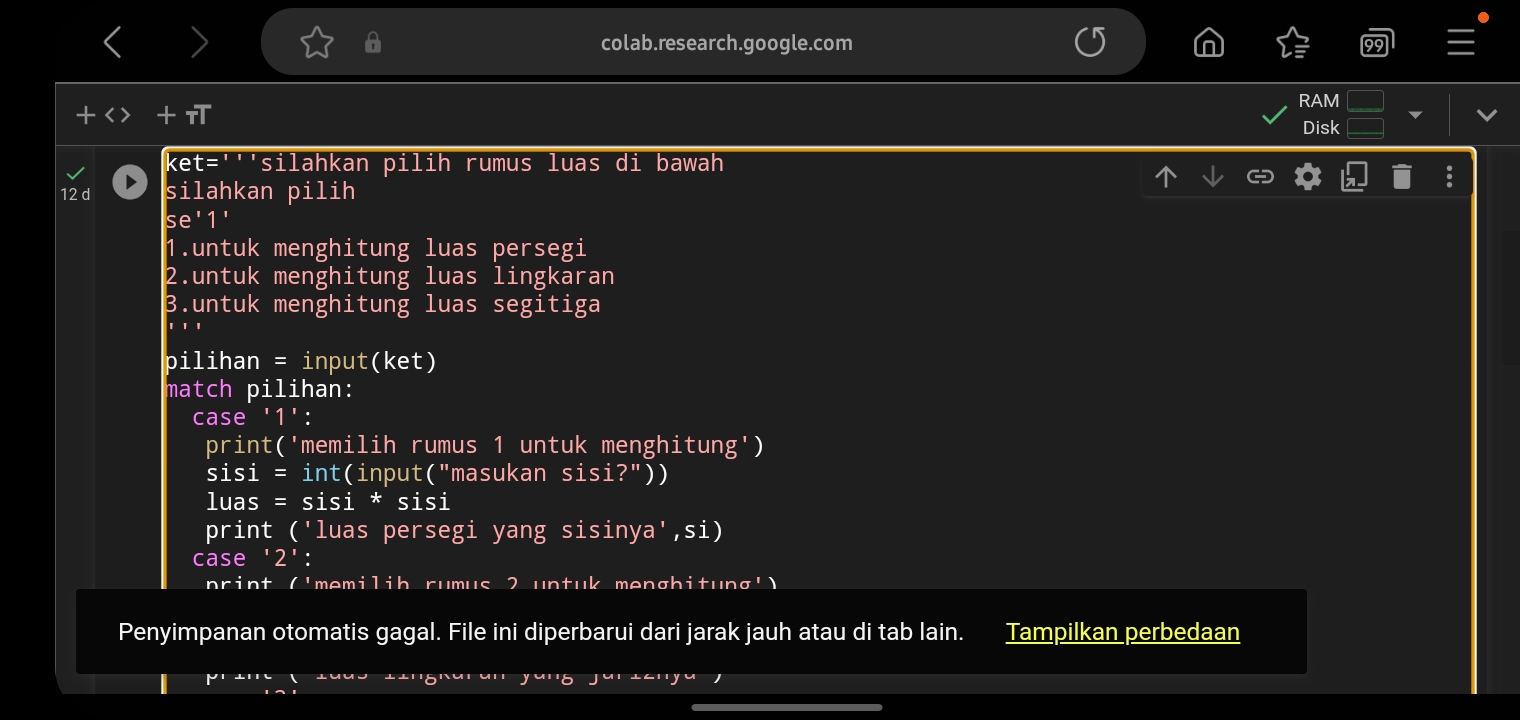 colab.research.google.com
99
RAM
Disk
12 d
ket='''silahkan pilih rumus luas di bawah
silahkan pilih
se'1'
1.untuk menghitung luas persegi
2.untuk menghitung luas lingkaran
3.untuk menghitung luas segitiga
'''
pilihan = input(ket)
match pilihan:
case '1':
print('memilih rumus 1 untuk menghitung')
sisi = int(input("masukan sisi?"))
luas = sisi * sisi
print ('luas persegi yang sisinya',si)
case '2':
print ('memilih rumus 2 untuk menghitung')
Penyimpanan otomatis gagal. File ini diperbarui dari jarak jauh atau di tab lain. Tampilkan perbedaan
print ( luas lingkaran yang